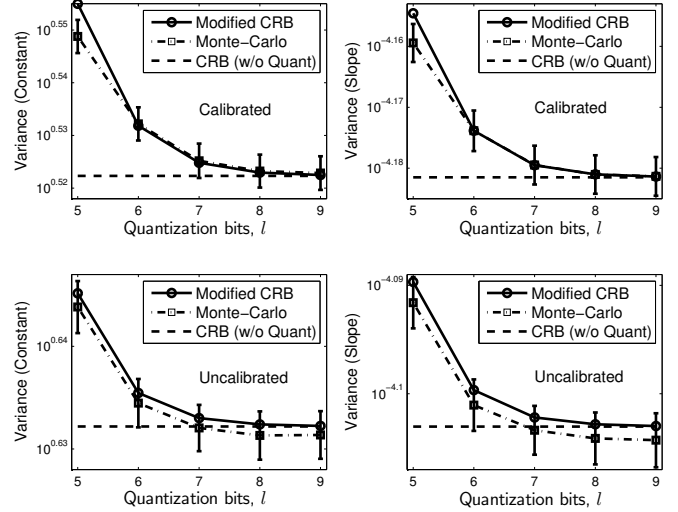 10^0.55
10^0.54
10^0.53
10^0.52
Variance (Constant)
Modified CRB
Monte−Carlo
CRB (w/o Quant)
Calibrated
5 6 7 8 9
Quantization bits, l
10^−4.16
10^−4.17
10^−4.18
Variance (Slope)
Modified CRB
Monte−Carlo
CRB (w/o Quant)
Calibrated
5 6 7 8 9
Quantization bits, l
10^0.64
10^0.63
Variance (Constant)
Modified CRB
Monte−Carlo
CRB (w/o Quant)
Uncalibrated
5 6 7 8 9
Quantization bits, l
10^−4.09
10^−4.1
Variance (Slope)
Modified CRB
Monte−Carlo
CRB (w/o Quant)
Uncalibrated
5 6 7 8 9
Quantization bits, l